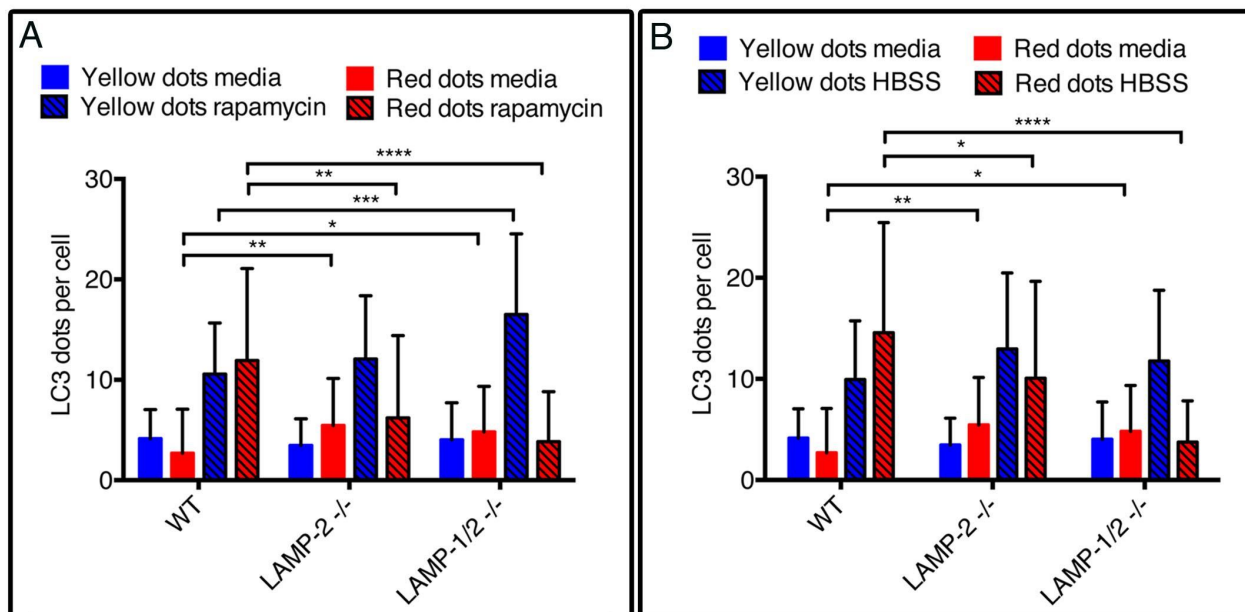 A
Yellow dots media
Red dots media
Yellow dots rapamycin
Red dots rapamycin
****
**
***
*
**
30
20
10
0
LC3 dots per cell
WT
LAMP-2 -/-
LAMP-1/2 -/-
B
Yellow dots media
Red dots media
Yellow dots HBSS
Red dots HBSS
****
*
*
**
30
20
10
0
LC3 dots per cell
WT
LAMP-2 -/-
LAMP-1/2 -/-